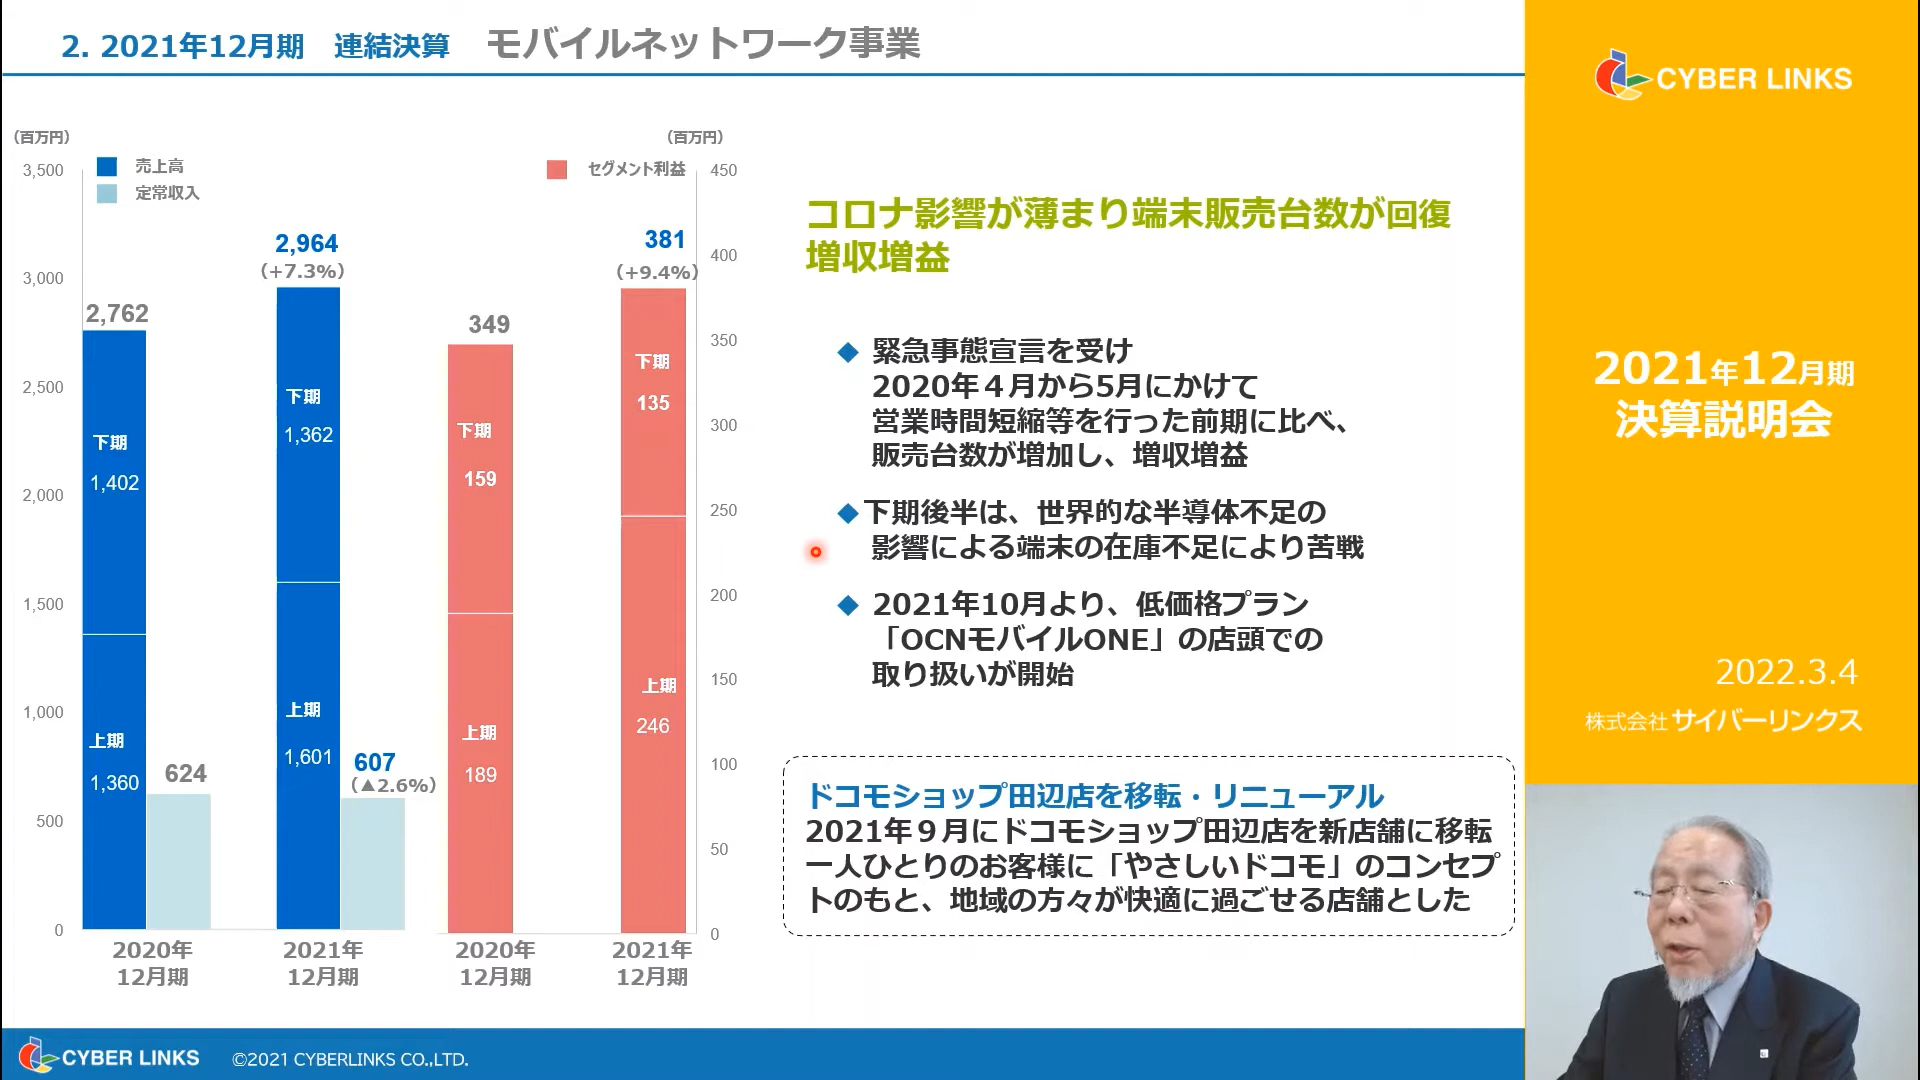 2. 2021年12月期　連結決算　モバイルネットワーク事業
（百万円）
（百万円）
売上高
定常収入
セグメント利益
3,500
3,000
2,500
2,000
1,500
1,000
500
0
450
400
350
300
250
200
150
100
50
0
2,762
下期
1,402
上期
1,360
624
2,964
（+7.3%）
下期
1,362
上期
1,601
607
（▲2.6%）
349
下期
159
上期
189
381
（+9.4%）
下期
135
上期
246
2020年
12月期
2021年
12月期
2020年
12月期
2021年
12月期
コロナ影響が薄まり端末販売台数が回復
増収増益
◆ 緊急事態宣言を受け
2020年４月から5月にかけて
営業時間短縮等を行った前期に比べ、
販売台数が増加し、増収増益
◆下期後半は、世界的な半導体不足の
影響による端末の在庫不足により苦戦
◆ 2021年10月より、低価格プラン
「OCNモバイルONE」の店頭での
取り扱いが開始
ドコモショップ田辺店を移転・リニューアル
2021年９月にドコモショップ田辺店を新店舗に移転
一人ひとりのお客様に「やさしいドコモ」のコンセプ
トのもと、地域の方々が快適に過ごせる店舗とした
CYBER LINKS
©2021 CYBERLINKS CO.,LTD.
CYBER LINKS
2021年12月期
決算説明会
2022.3.4
株式会社 サイバーリンクス